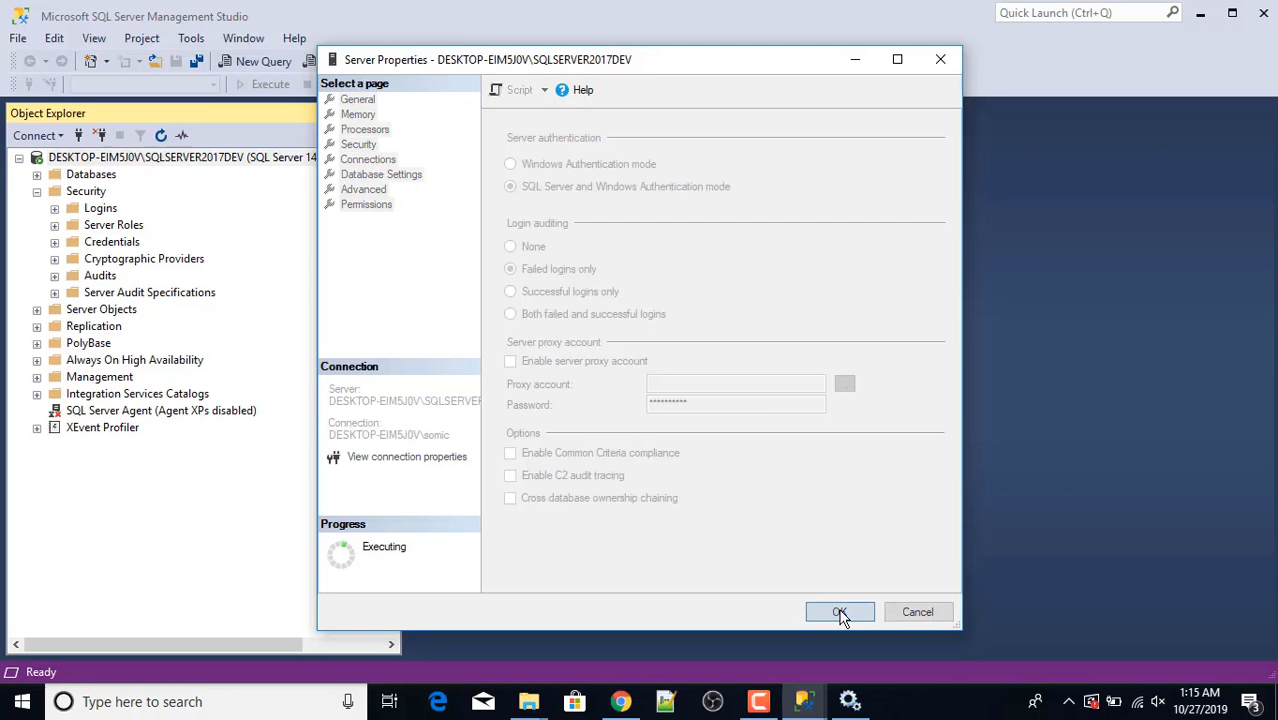 Microsoft SQL Server Management Studio
Quick Launch (Ctrl+Q)
File Edit View Project Tools Window Help
New Query
Execute
Object Explorer
Connect
DESKTOP-EIM5J0V\SQLSERVER2017DEV (SQL Server 14
Databases
Security
Logins
Server Roles
Credentials
Cryptographic Providers
Audits
Server Audit Specifications
Server Objects
Replication
PolyBase
Always On High Availability
Management
Integration Services Catalogs
SQL Server Agent (Agent XPs disabled)
XEvent Profiler
Server Properties - DESKTOP-EIM5J0V\SQLSERVER2017DEV
Select a page
General
Memory
Processors
Security
Connections
Database Settings
Advanced
Permissions
Connection
Server:
DESKTOP-EIM5J0V\SQLSERVER
Connection:
DESKTOP-EIM5J0V\somic
View connection properties
Progress
Executing
Script Help
Server authentication
Windows Authentication mode
SQL Server and Windows Authentication mode
Login auditing
None
Failed logins only
Successful logins only
Both failed and successful logins
Server proxy account
Enable server proxy account
Proxy account:
...
Password: **********
Options
Enable Common Criteria compliance
Enable C2 audit tracing
Cross database ownership chaining
OK Cancel
Ready
Type here to search
1:15 AM
10/27/2019
3